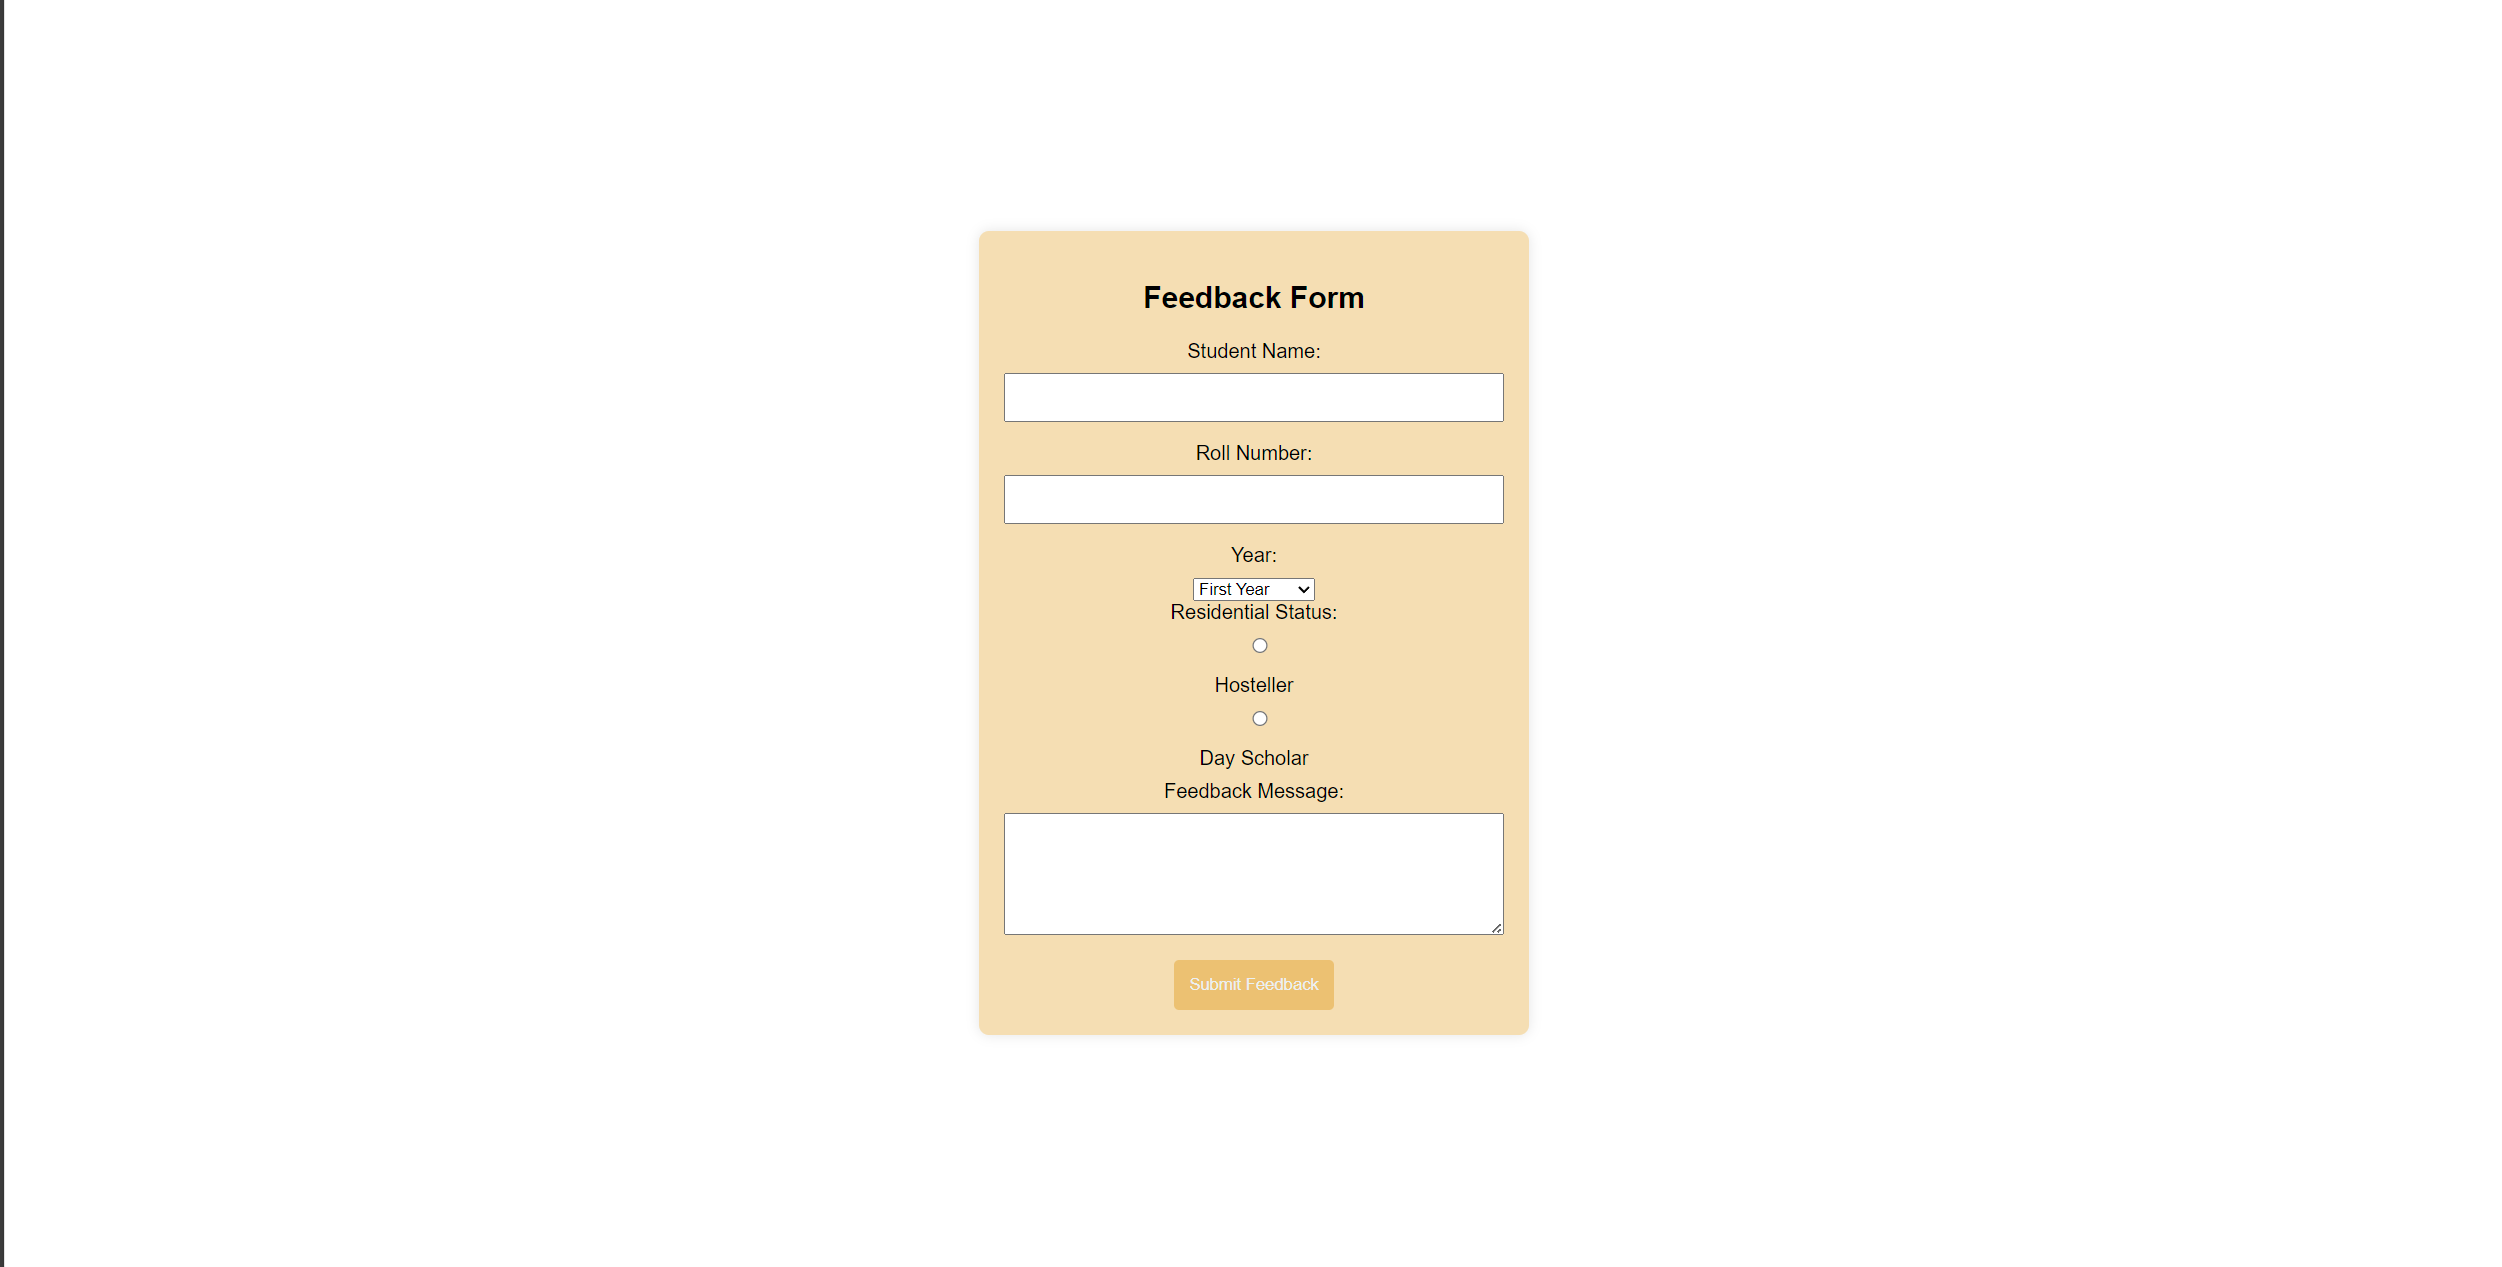 Feedback Form
Student Name:
Roll Number:
Year:
First Year
Residential Status:
Hosteller
Day Scholar
Feedback Message:
Submit Feedback